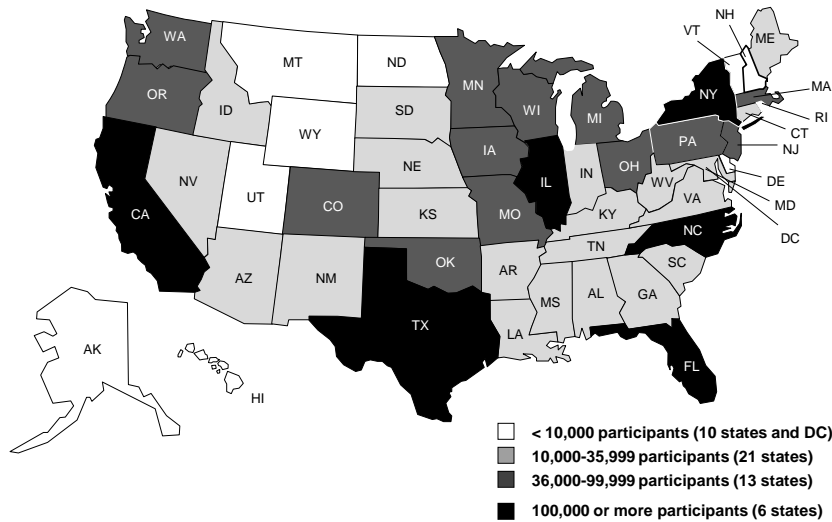 WA
MT
ND
MN
VT
NH
ME
OR
ID
SD
WI
MI
NY
MA
RI
CT
WY
NE
IA
PA
NJ
NV
UT
CO
KS
MO
IL
IN
OH
WV
VA
DE
MD
DC
CA
KY
NC
TN
AZ
NM
OK
AR
SC
MS
AL
GA
TX
LA
FL
AK
HI
< 10,000 participants (10 states and DC)
10,000-35,999 participants (21 states)
36,000-99,999 participants (13 states)
100,000 or more participants (6 states)